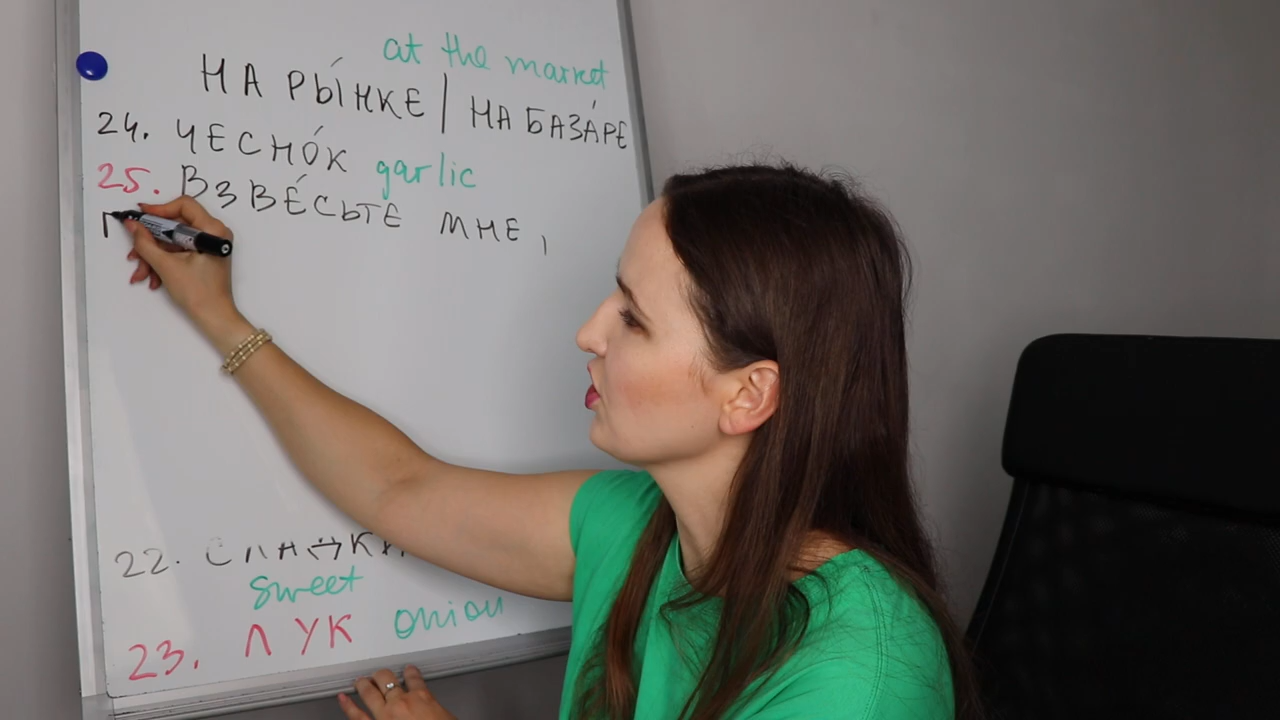 at the market
НА РЫ́НКЕ / НА БАЗА́РЕ
24. ЧЕСНО́К garlic
25. ВЗВЕ́СЬТЕ МНЕ,
22.
sweet
23. ЛУК onion